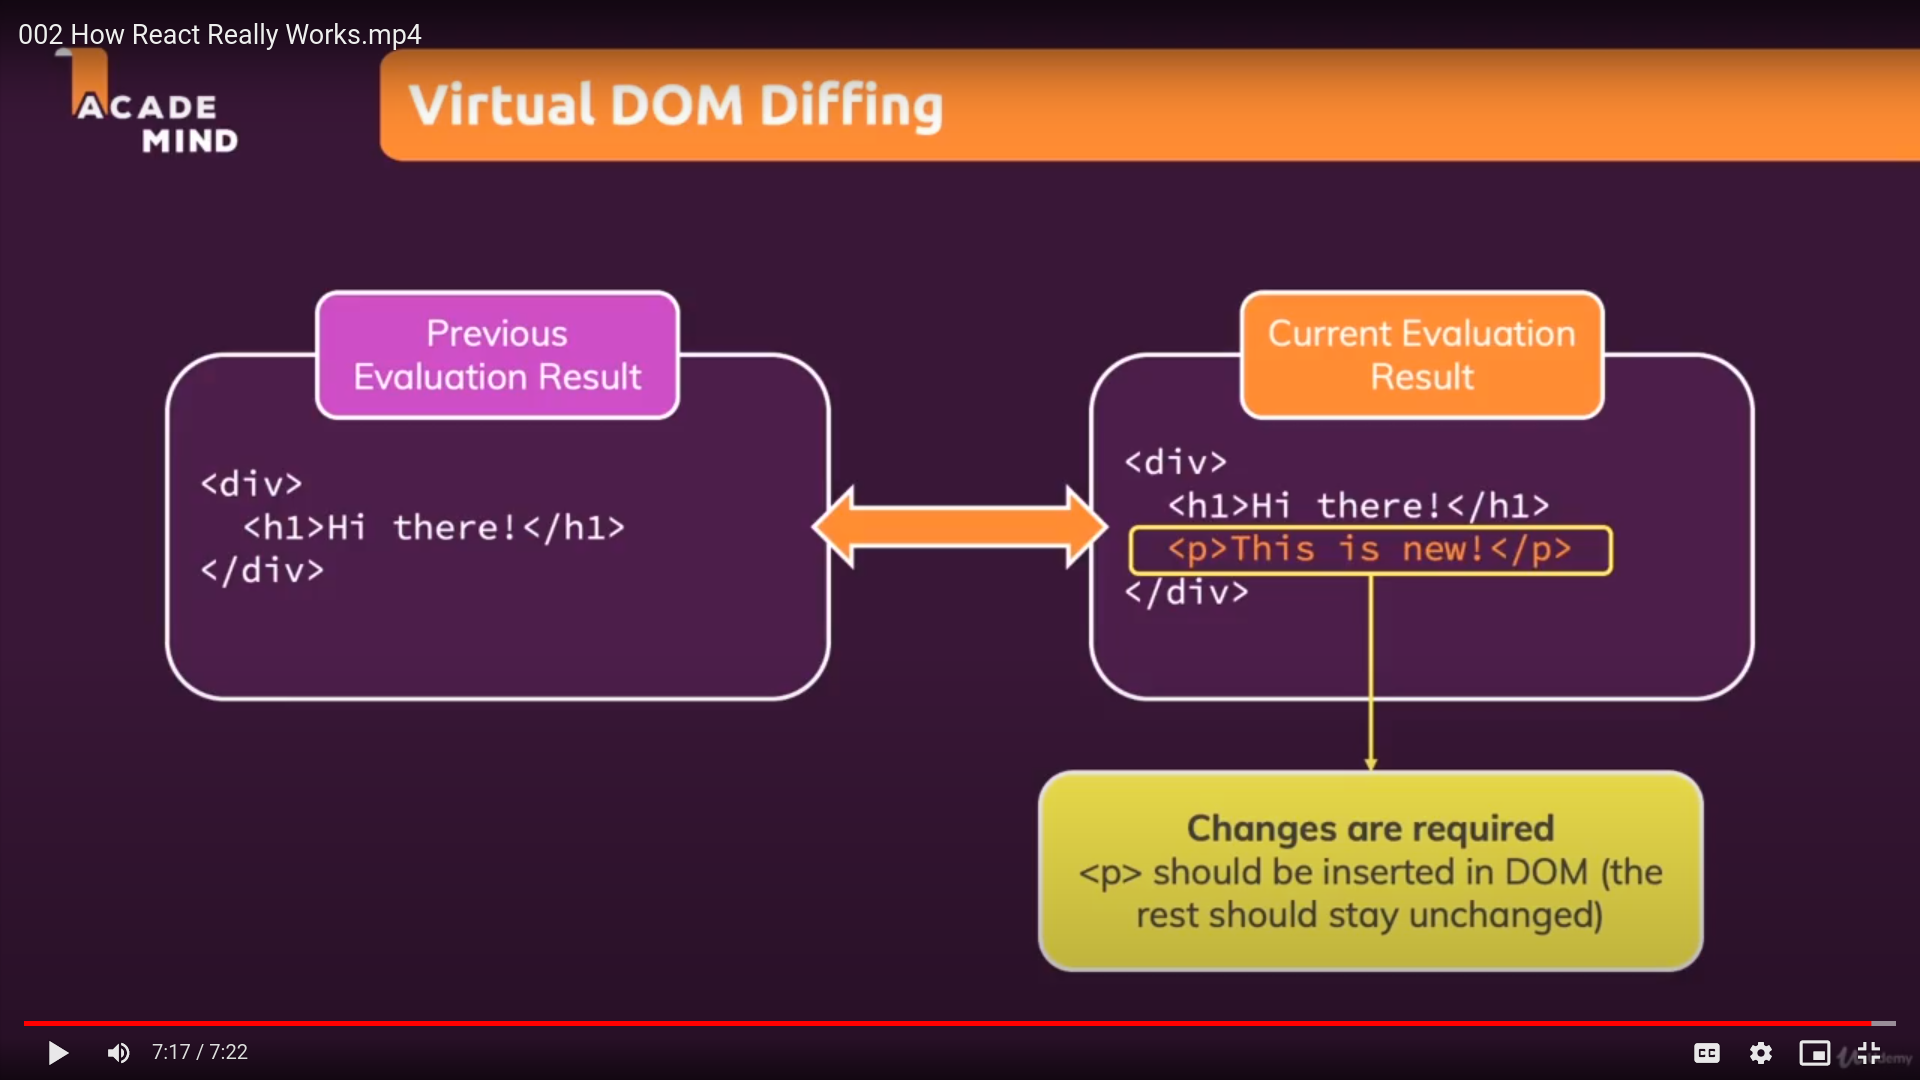 002 How React Really Works.mp4
ACADE
MIND
Virtual DOM Diffing
Previous
Evaluation Result
<div>
<h1>Hi there!</h1>
</div>
Current Evaluation
Result
<div>
<h1>Hi there!</h1>
<p>This is new!</p>
</div>
Changes are required
<p> should be inserted in DOM (the
rest should stay unchanged)
7:17 / 7:22
CC